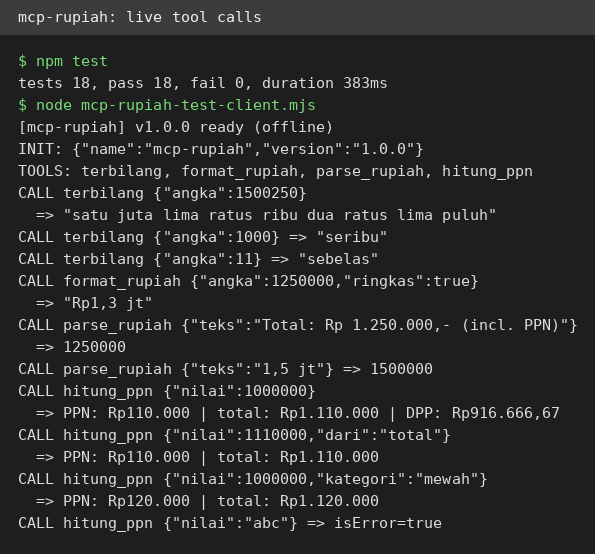 mcp-rupiah: live tool calls
$ npm test
tests 18, pass 18, fail 0, duration 383ms
$ node mcp-rupiah-test-client.mjs
[mcp-rupiah] v1.0.0 ready (offline)
INIT: {"name":"mcp-rupiah","version":"1.0.0"}
TOOLS: terbilang, format_rupiah, parse_rupiah, hitung_ppn
CALL terbilang {"angka":1500250}
  => "satu juta lima ratus ribu dua ratus lima puluh"
CALL terbilang {"angka":1000} => "seribu"
CALL terbilang {"angka":11} => "sebelas"
CALL format_rupiah {"angka":1250000,"ringkas":true}
  => "Rp1,3 jt"
CALL parse_rupiah {"teks":"Total: Rp 1.250.000,- (incl. PPN)"}
  => 1250000
CALL parse_rupiah {"teks":"1,5 jt"} => 1500000
CALL hitung_ppn {"nilai":1000000}
  => PPN: Rp110.000 | total: Rp1.110.000 | DPP: Rp916.666,67
CALL hitung_ppn {"nilai":1110000,"dari":"total"}
  => PPN: Rp110.000 | total: Rp1.110.000
CALL hitung_ppn {"nilai":1000000,"kategori":"mewah"}
  => PPN: Rp120.000 | total: Rp1.120.000
CALL hitung_ppn {"nilai":"abc"} => isError=true